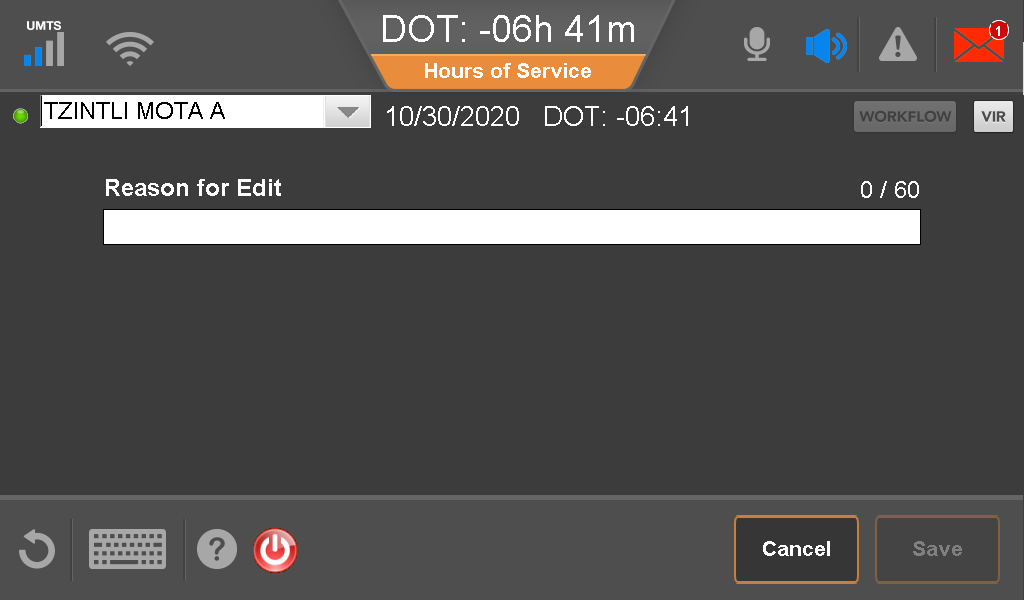 UMTS
DOT: -06h 41m
Hours of Service
1
TZINTLI MOTA A
10/30/2020 DOT: -06:41
WORKFLOW
VIR
Reason for Edit
0 / 60
?
Cancel
Save